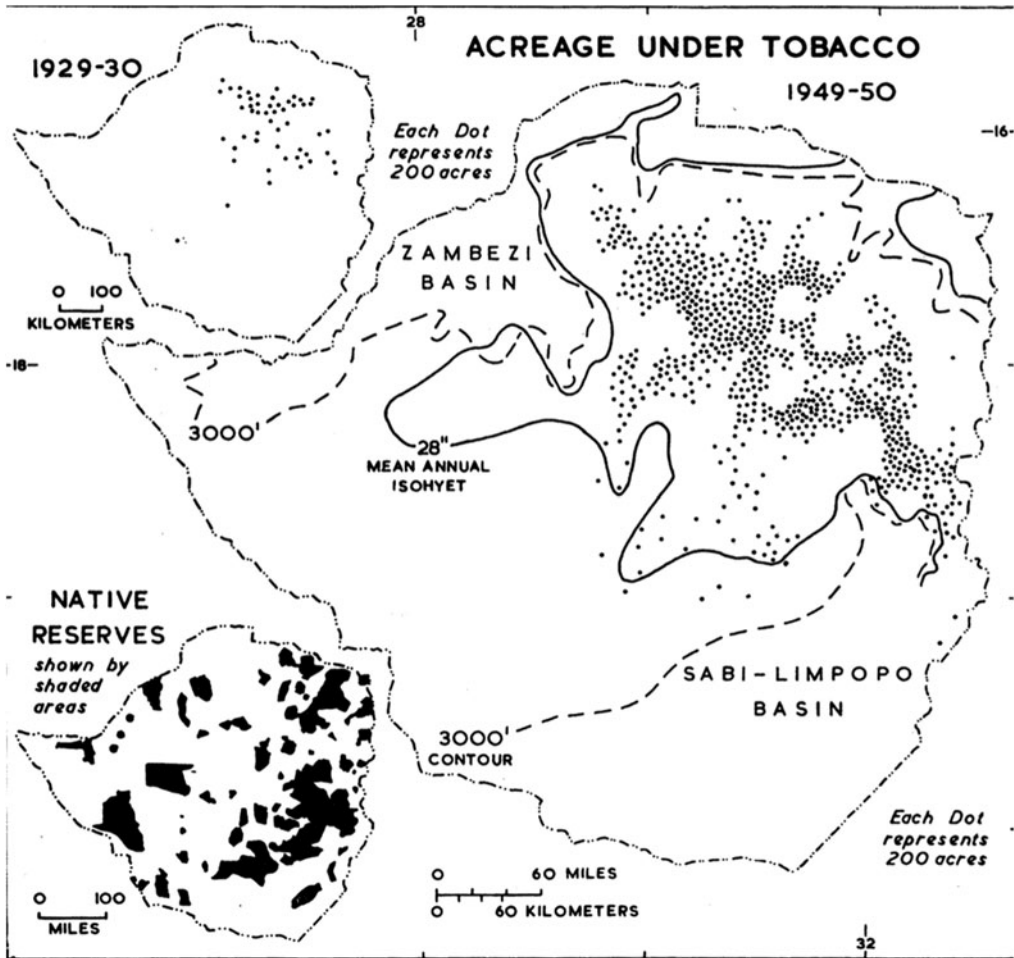 28
ACREAGE UNDER TOBACCO
1929-30
1949-50
Each Dot
represents
200 acres
16
ZAMBEZI
BASIN
0 100
KILOMETERS
18
3000'
28"
MEAN ANNUAL
ISOHYET
NATIVE
RESERVES
shown by
shaded
areas
SABI-LIMPOPO
BASIN
3000'
CONTOUR
Each Dot
represents
200 acres
0 60 MILES
0 60 KILOMETERS
0 100
MILES
32